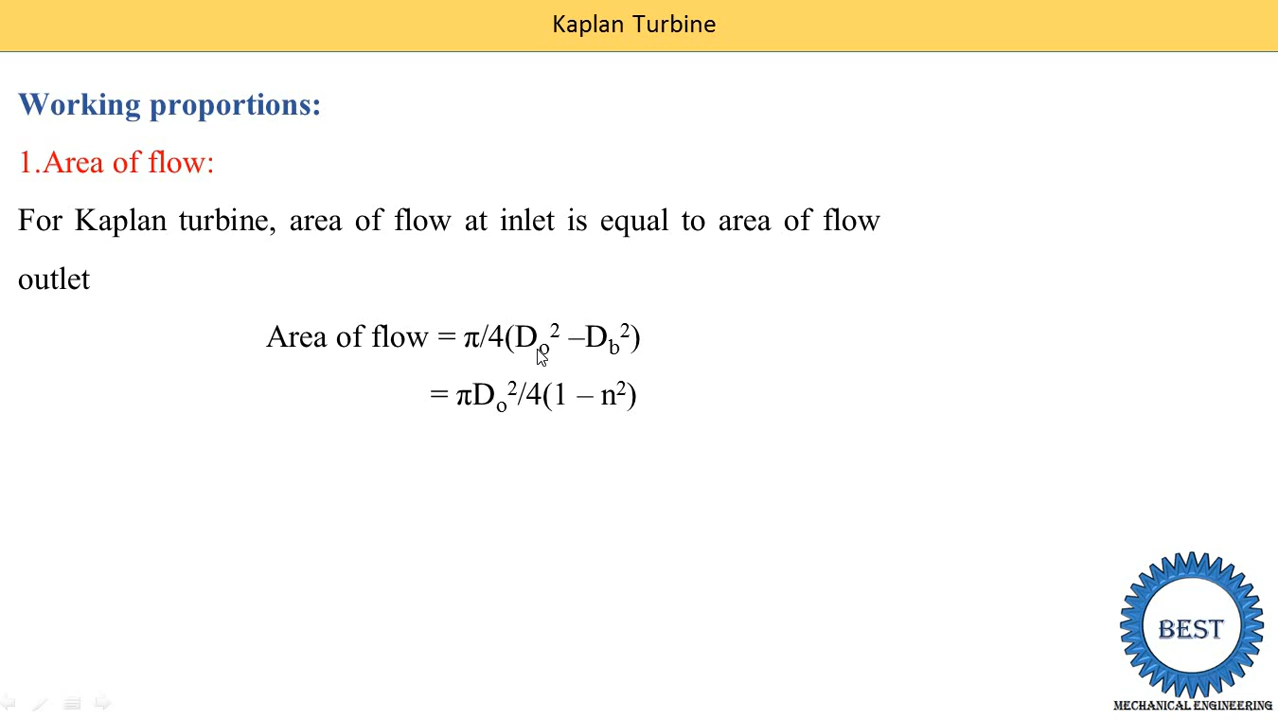 Kaplan Turbine
Working proportions:
1.Area of flow:
For Kaplan turbine, area of flow at inlet is equal to area of flow
outlet
Area of flow = π/4(Dₒ² –D_b²)
= πDₒ²/4(1 – n²)
BEST
MECHANICAL ENGINEERING